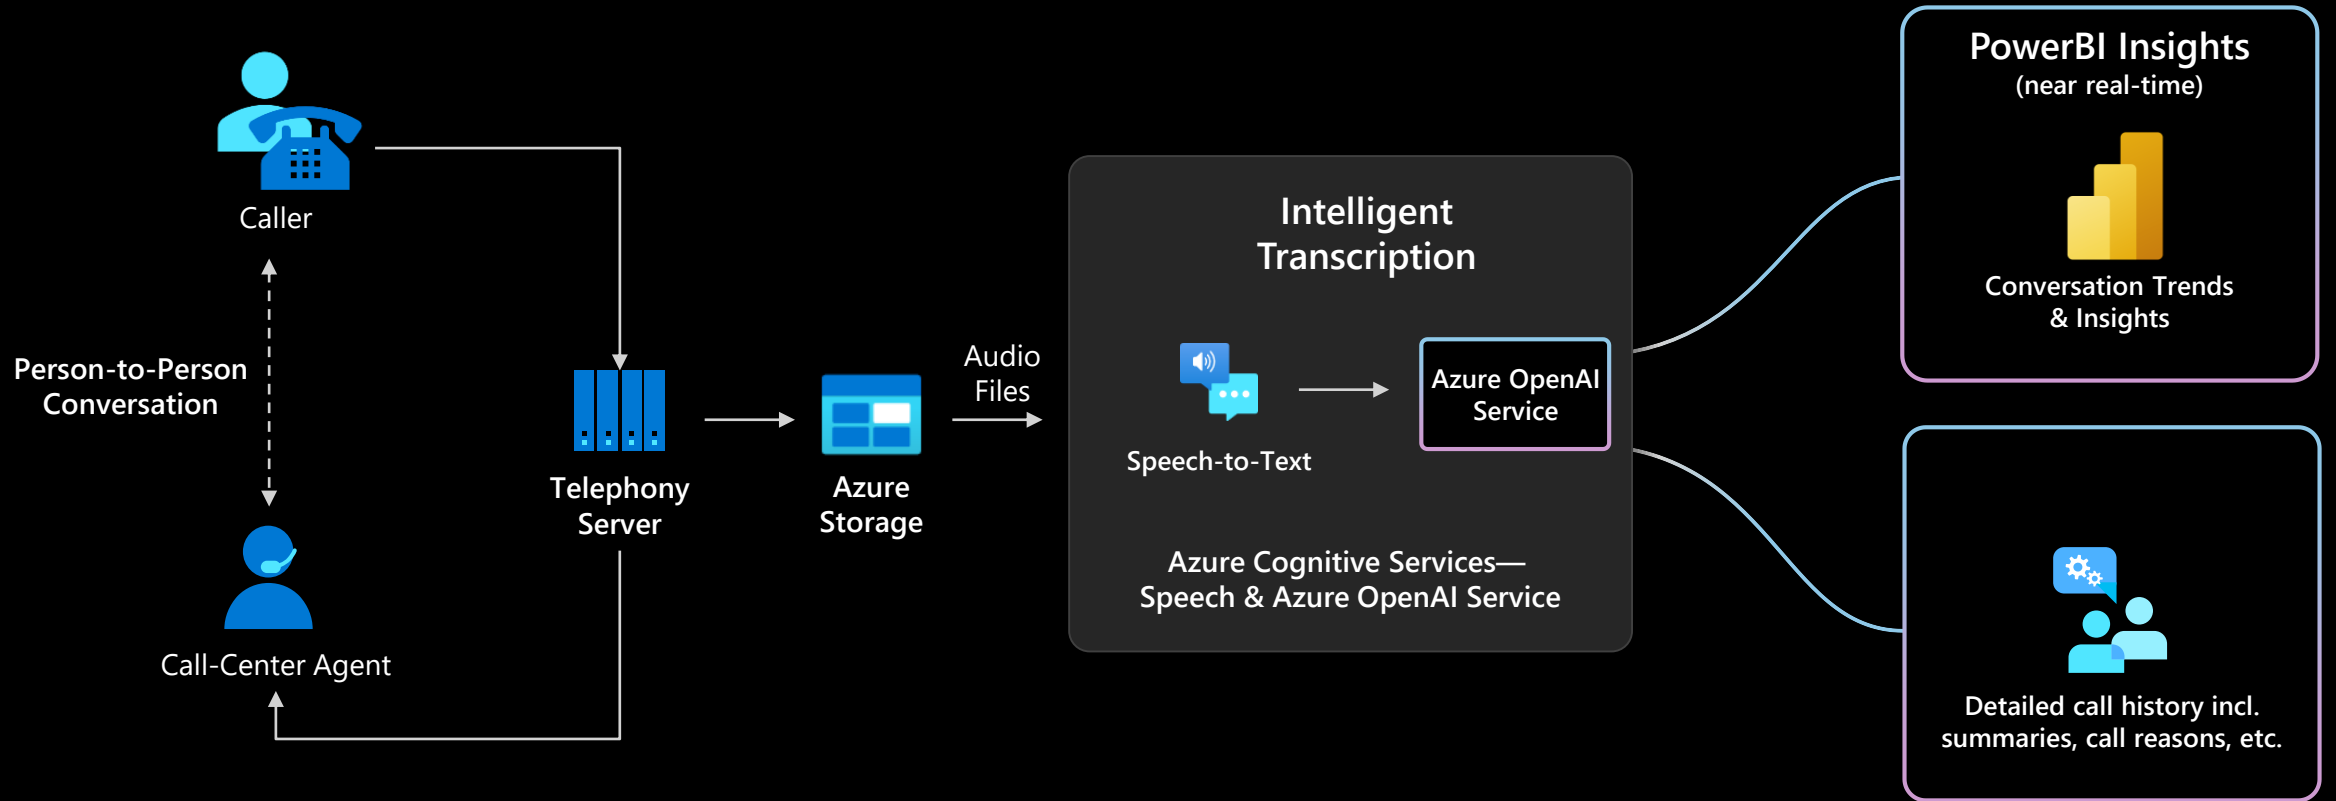 Caller
Person-to-Person
Conversation
Call-Center Agent
Telephony
Server
Azure
Storage
Audio
Files
Intelligent
Transcription
Speech-to-Text
Azure OpenAI
Service
Azure Cognitive Services—
Speech & Azure OpenAI Service
PowerBI Insights
(near real-time)
Conversation Trends
& Insights
Detailed call history incl.
summaries, call reasons, etc.